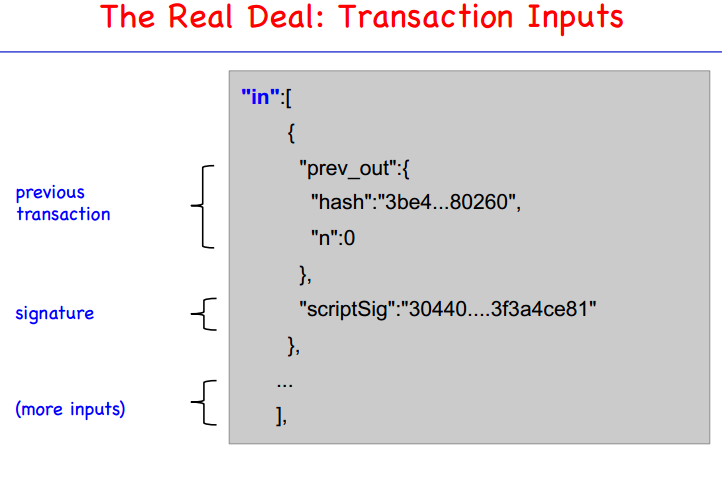 The Real Deal: Transaction Inputs
"in":[
{
previous
transaction
"prev_out":{
"hash":"3be4...80260",
"n":0
},
signature
"scriptSig":"30440....3f3a4ce81"
},
(more inputs)
...
],